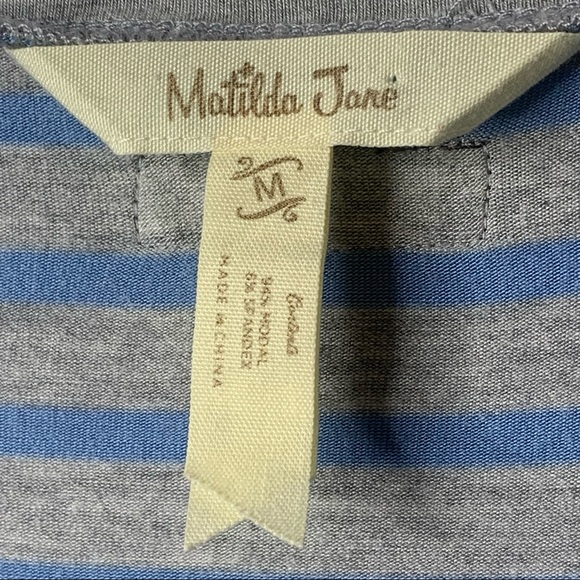 Matilda Jane
M
Contents
94% MODAL
6% SPANDEX
MADE IN CHINA